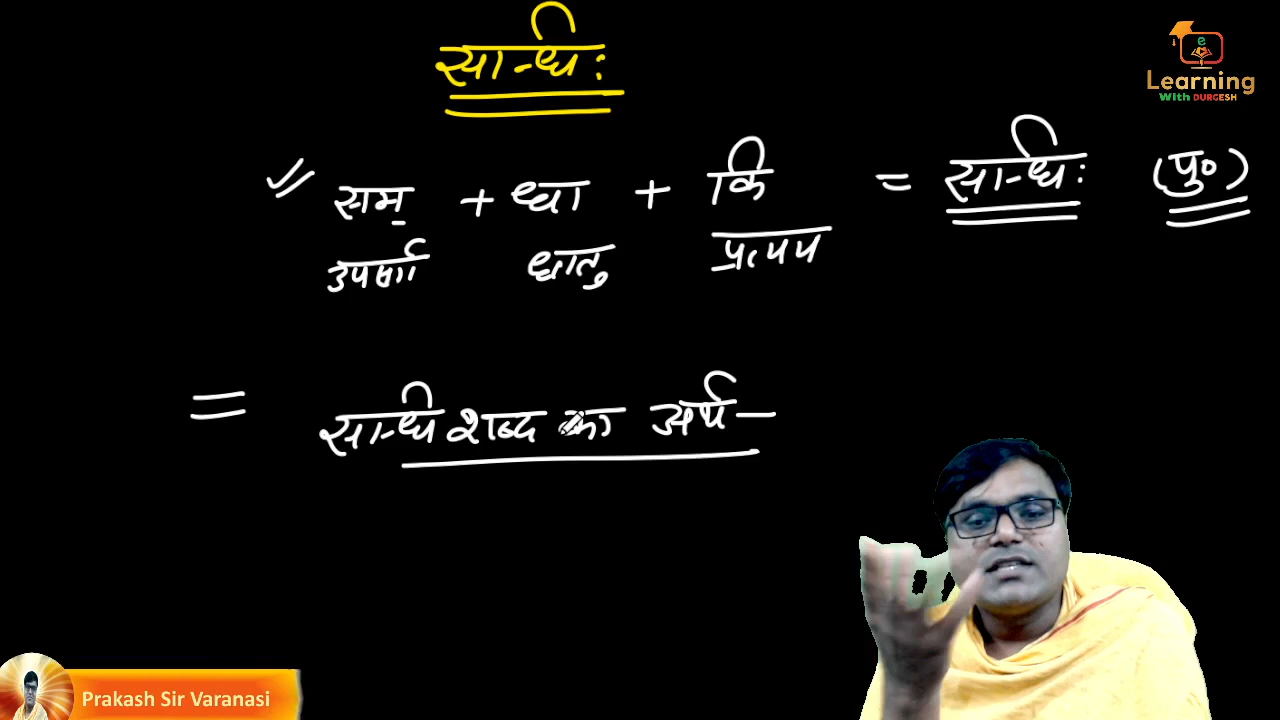 सन्धिः
e
Learning
With DURGESH
सम् + धा + कि = सन्धिः (पु०)
उपसर्ग धातु प्रत्यय
= सन्धि शब्द का अर्थ —
Prakash Sir Varanasi